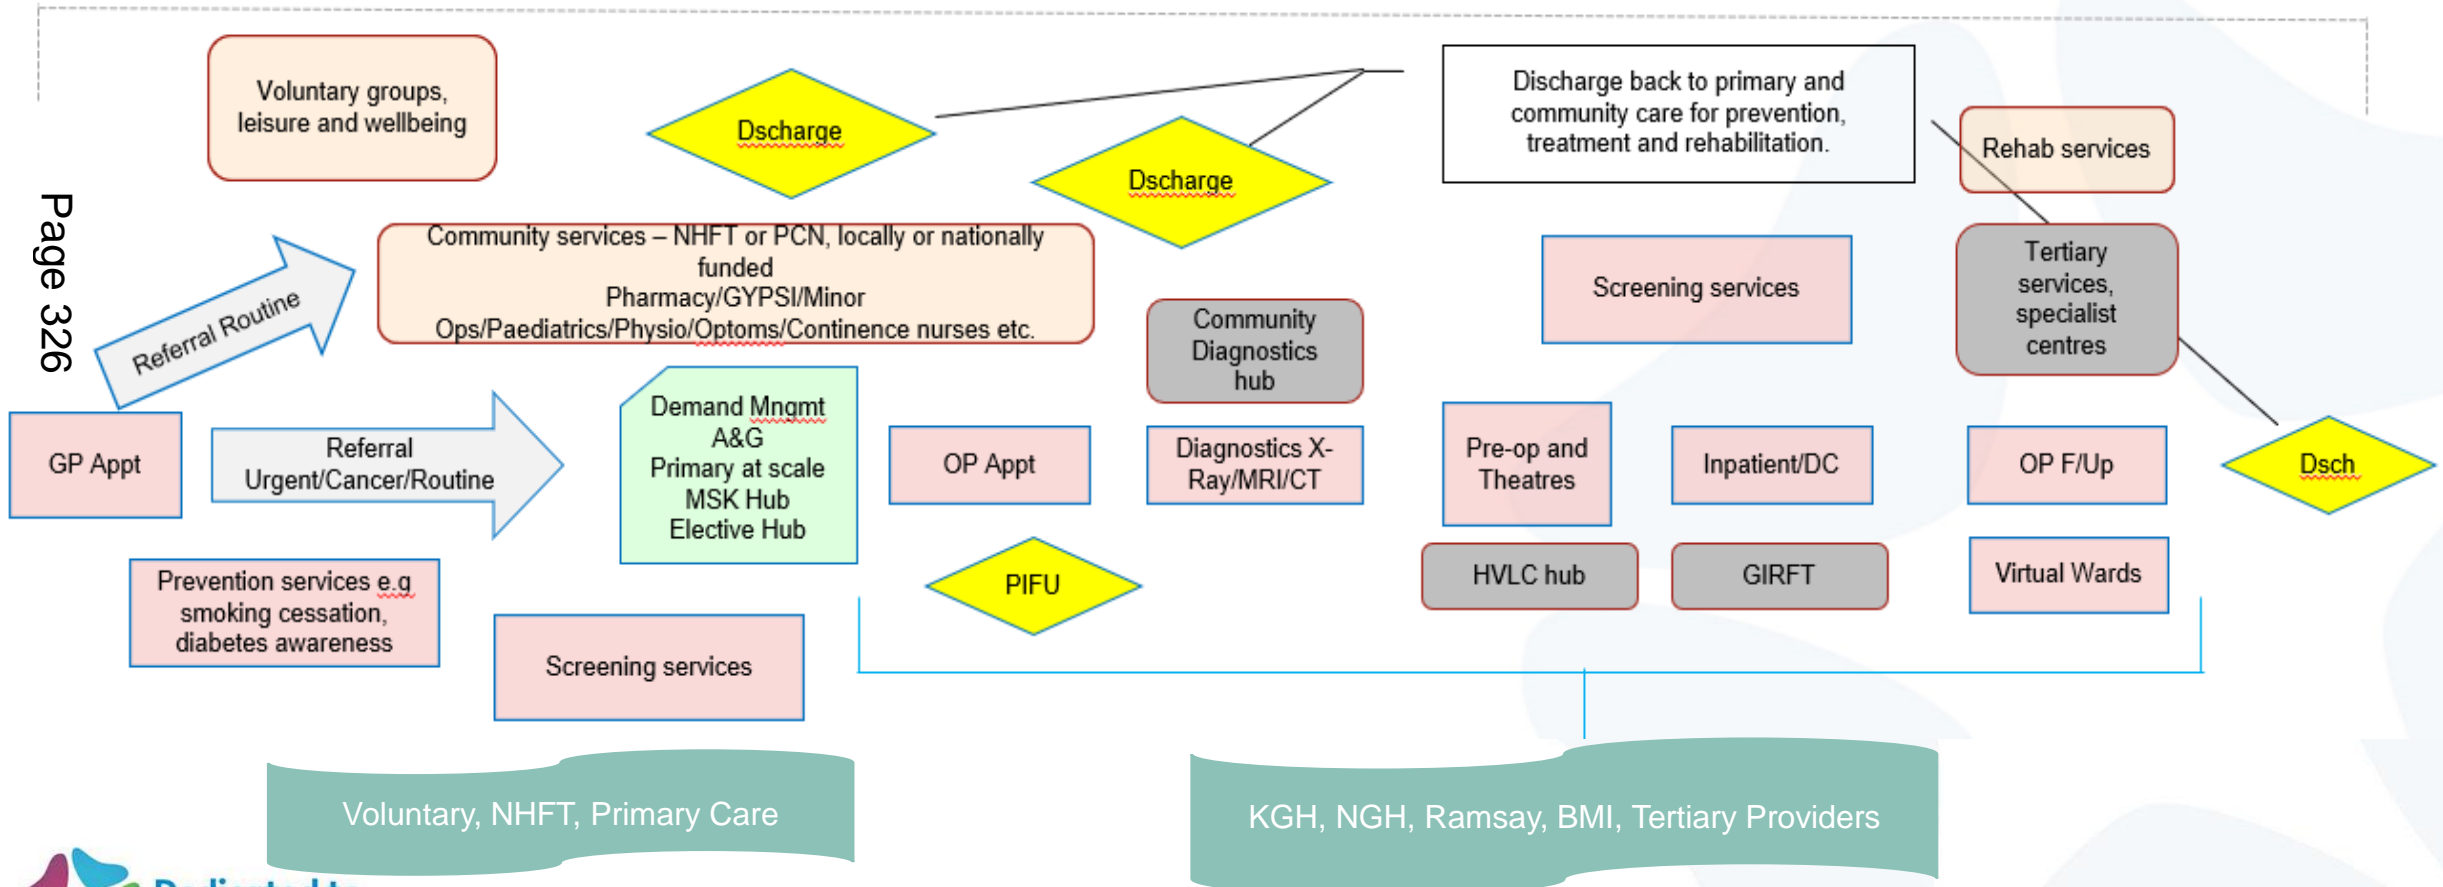 Voluntary groups,
leisure and wellbeing
Dscharge
Dscharge
Discharge back to primary and
community care for prevention,
treatment and rehabilitation.
Rehab services
Page 326
Referral Routine
Community services – NHFT or PCN, locally or nationally
funded
Pharmacy/GYPSI/Minor
Ops/Paediatrics/Physio/Optoms/Continence nurses etc.
Community
Diagnostics
hub
Screening services
Tertiary
services,
specialist
centres
GP Appt
Referral
Urgent/Cancer/Routine
Demand Mngmt
A&G
Primary at scale
MSK Hub
Elective Hub
OP Appt
Diagnostics X-
Ray/MRI/CT
Pre-op and
Theatres
Inpatient/DC
OP F/Up
Dsch
Prevention services e.g
smoking cessation,
diabetes awareness
Screening services
PIFU
HVLC hub
GIRFT
Virtual Wards
Voluntary, NHFT, Primary Care
KGH, NGH, Ramsay, BMI, Tertiary Providers
Dedicated to